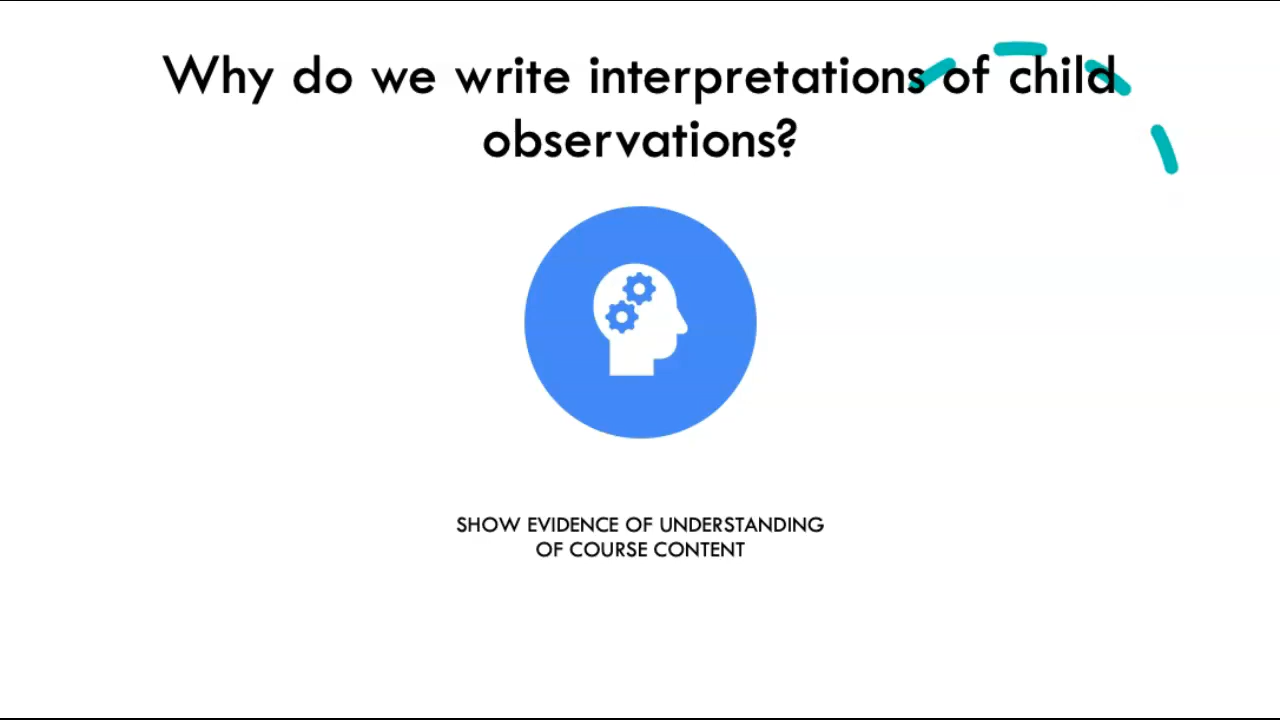 Why do we write interpretations of child
observations?
SHOW EVIDENCE OF UNDERSTANDING
OF COURSE CONTENT